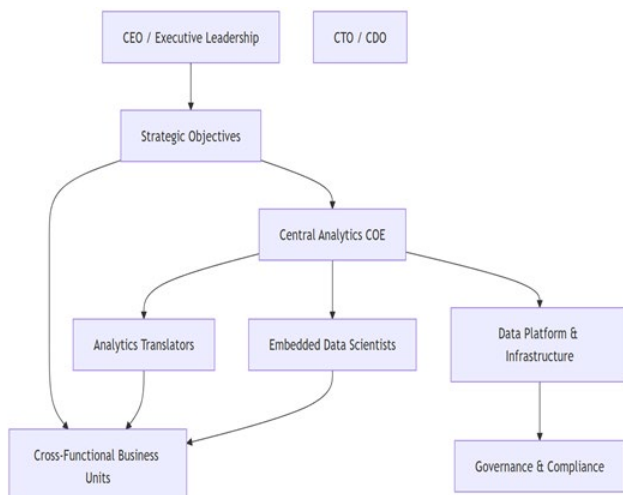 CEO / Executive Leadership
CTO / CDO
Strategic Objectives
Central Analytics COE
Analytics Translators
Embedded Data Scientists
Data Platform &
Infrastructure
Cross-Functional Business
Units
Governance & Compliance